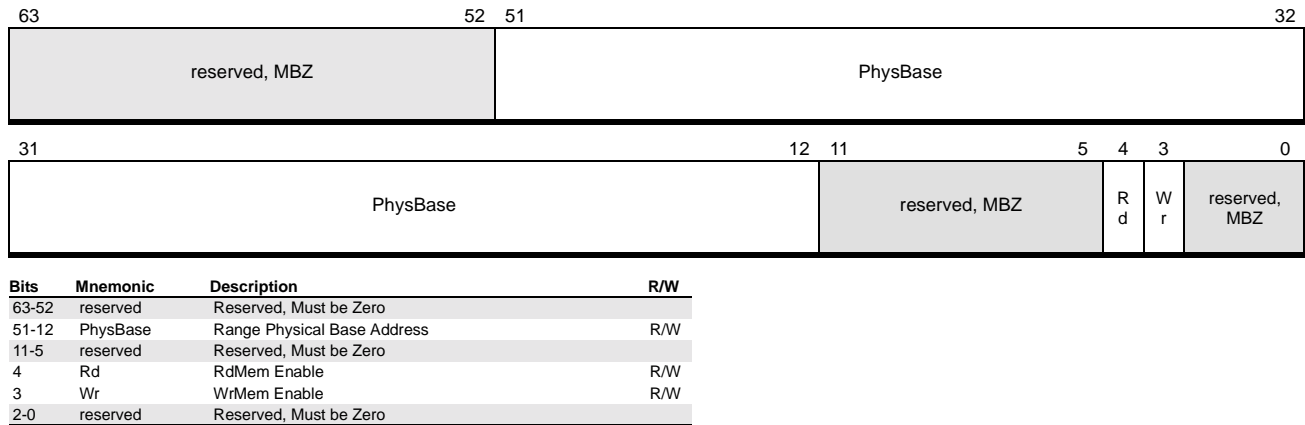 63 52 51 32
reserved, MBZ PhysBase
31 12 11 5 4 3 0
PhysBase reserved, MBZ R d W r reserved, MBZ
Bits Mnemonic Description R/W
63-52 reserved Reserved, Must be Zero
51-12 PhysBase Range Physical Base Address R/W
11-5 reserved Reserved, Must be Zero
4 Rd RdMem Enable R/W
3 Wr WrMem Enable R/W
2-0 reserved Reserved, Must be Zero